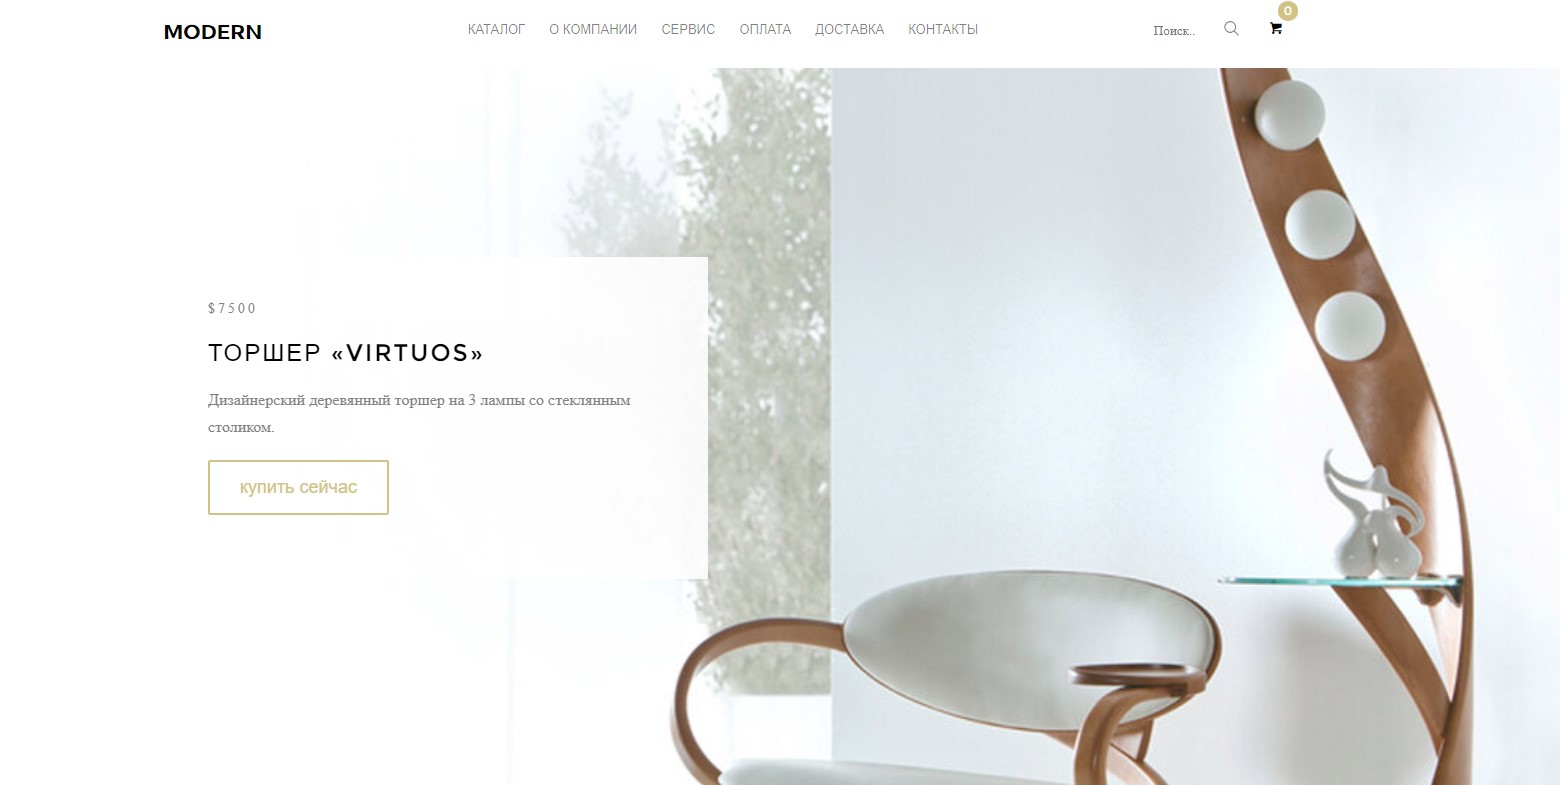 MODERN
КАТАЛОГ О КОМПАНИИ СЕРВИС ОПЛАТА ДОСТАВКА КОНТАКТЫ
Поиск..
0
$7500
ТОРШЕР «VIRTUOS»
Дизайнерский деревянный торшер на 3 лампы со стеклянным
столиком.
купить сейчас